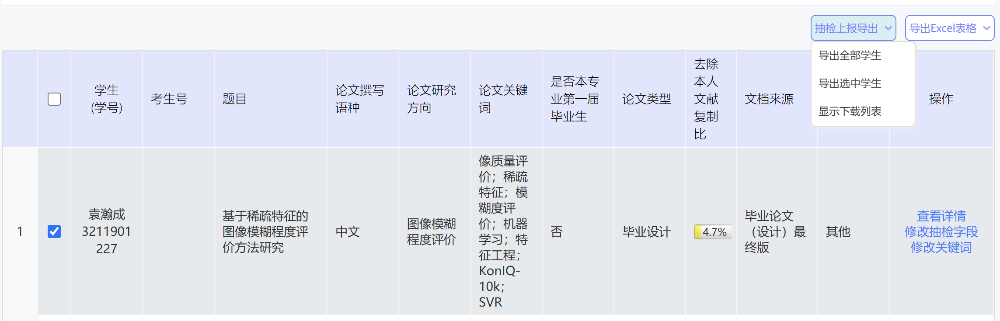 抽检上报导出
导出Excel表格
导出全部学生
导出选中学生
显示下载列表
学生
(学号)
考生号
题目
论文撰写
语种
论文研究
方向
论文关键
词
是否本专
业第一届
毕业生
论文类型
去除
本人
文献
复制
比
文档来源
操作
1
袁瀚成
3211901
227
基于稀疏特征的
图像模糊程度评
价方法研究
中文
图像模糊
程度评价
像质量评
价；稀疏
特征；模
糊度评
价；机器
学习；特
征工程；
KonIQ-
10k；
SVR
否
毕业设计
4.7%
毕业论文
（设计）最
终版
其他
查看详情
修改抽检字段
修改关键词